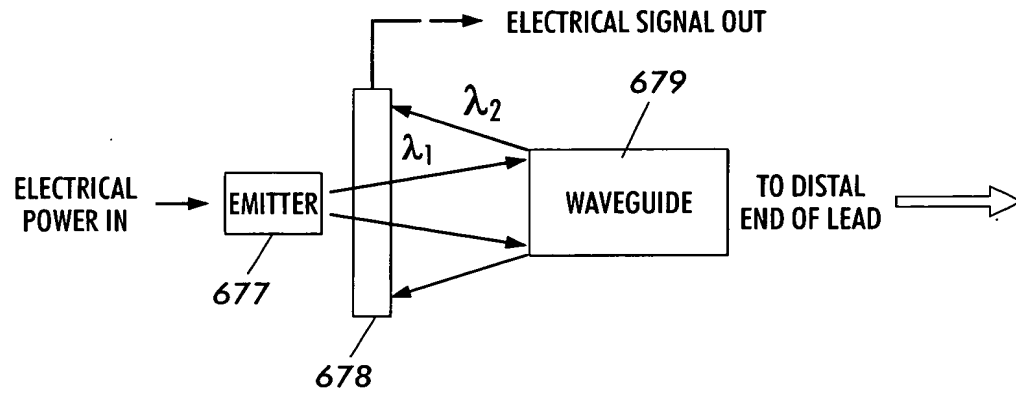 ELECTRICAL SIGNAL OUT
679
λ2
λ1
ELECTRICAL
POWER IN
EMITTER
WAVEGUIDE
TO DISTAL
END OF LEAD
677
678